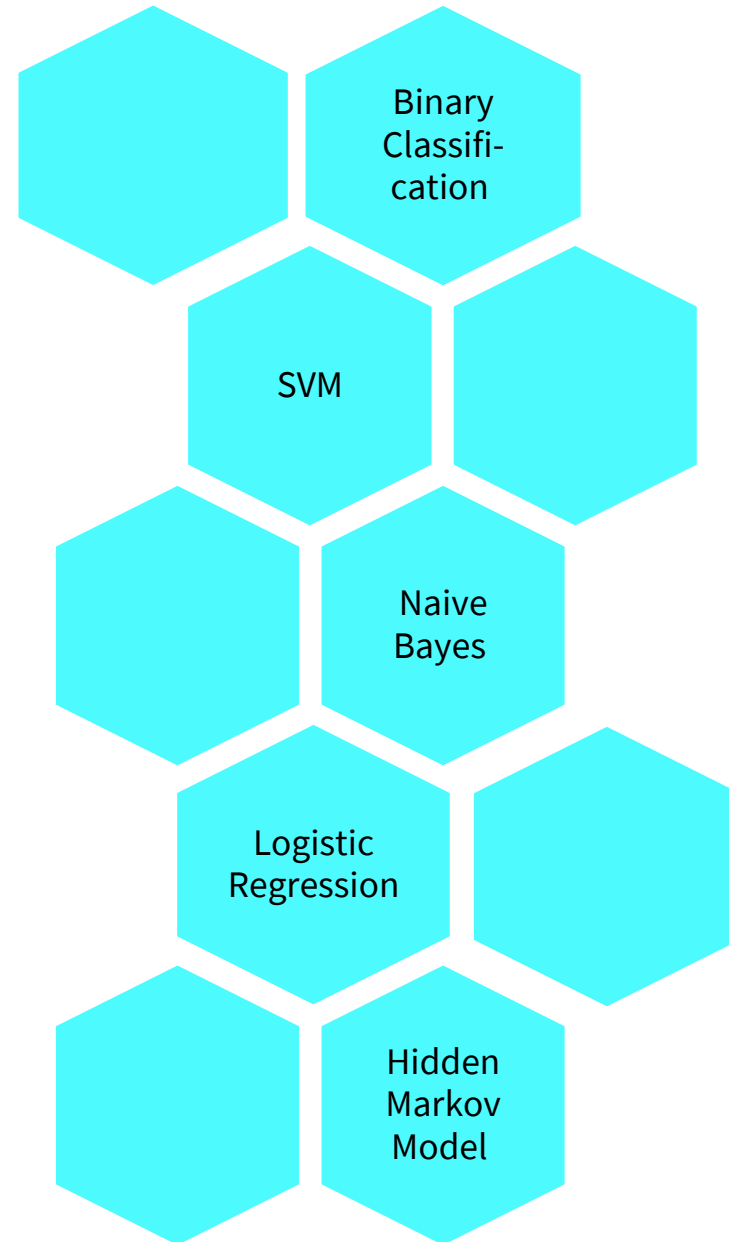 Binary
Classifi-
cation
SVM
Naive
Bayes
Logistic
Regression
Hidden
Markov
Model